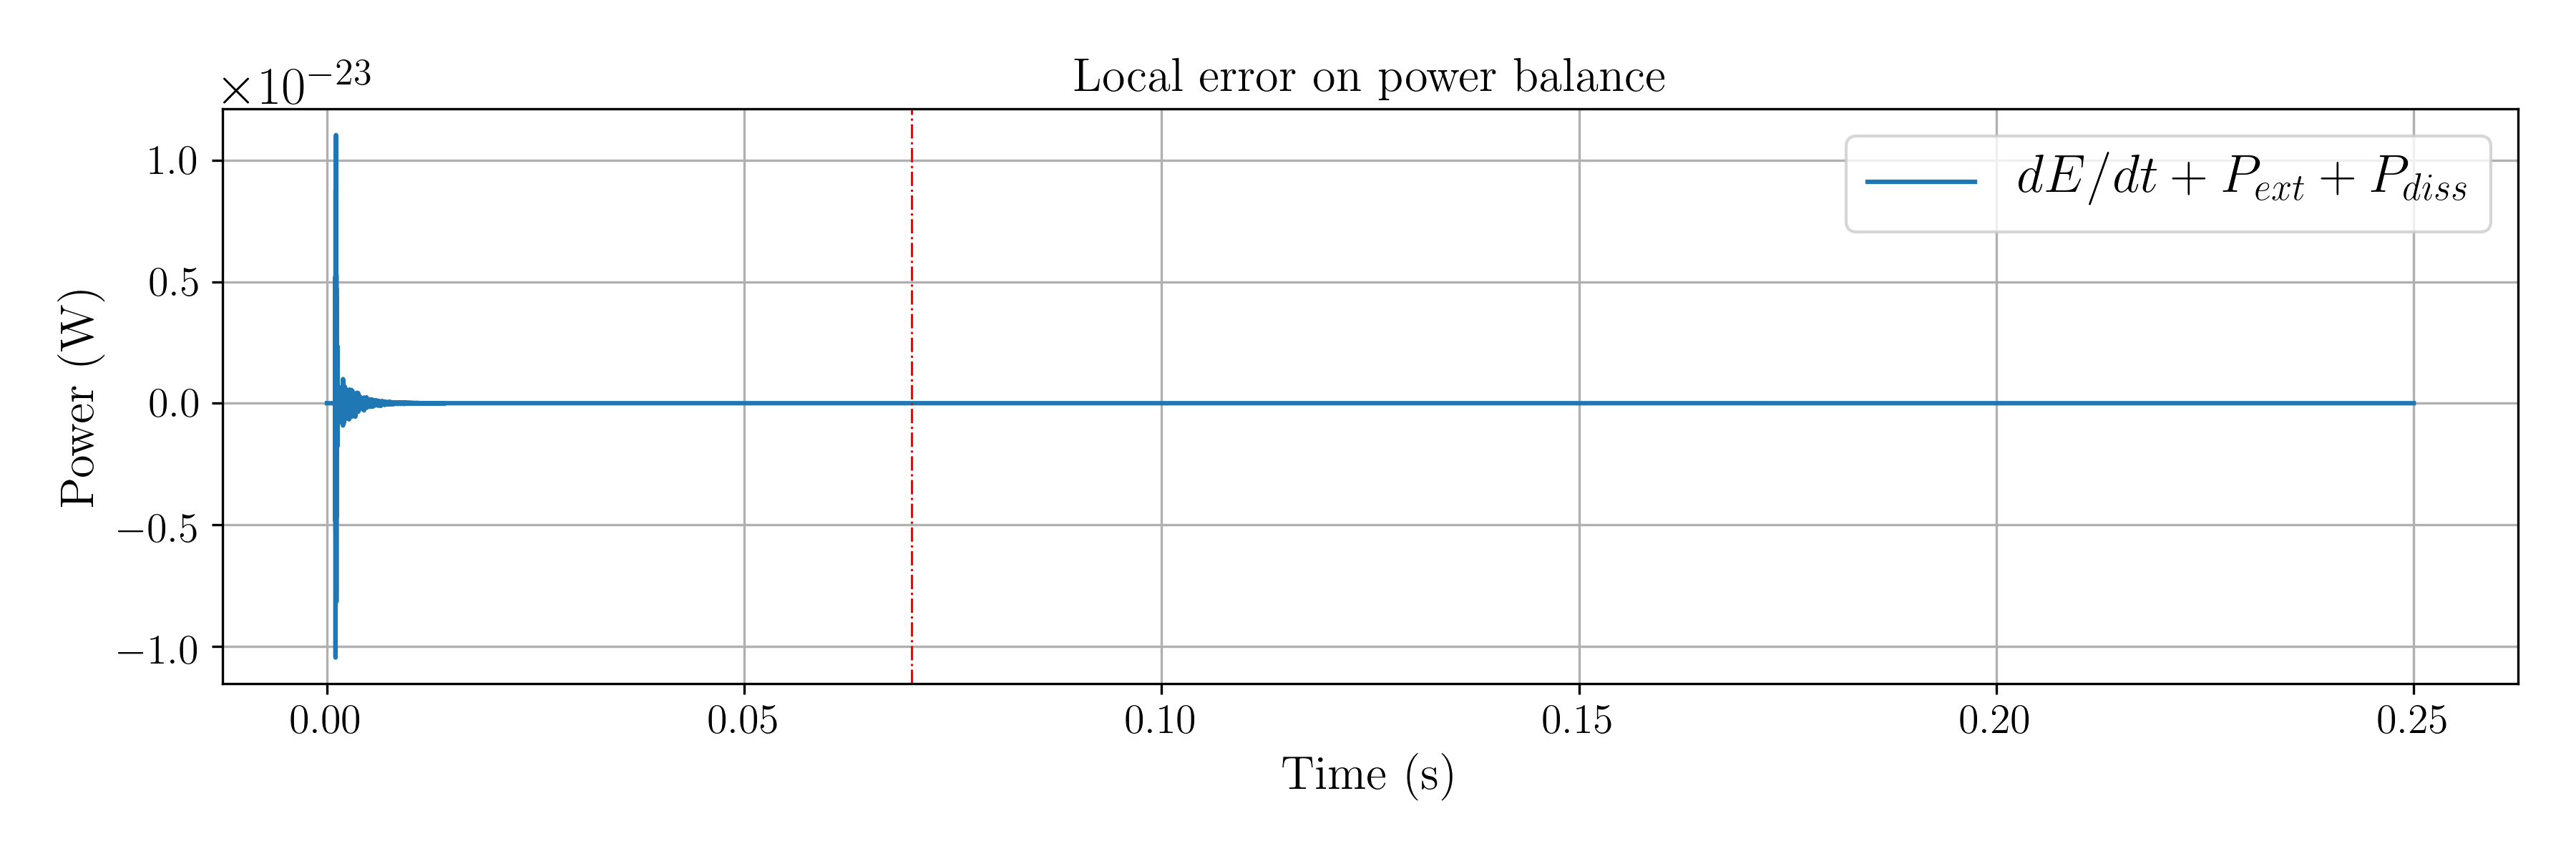 Local error on power balance
×10⁻²³
dE/dt + P_ext + P_diss
1.0
0.5
0.0
−0.5
−1.0
Power (W)
0.00 0.05 0.10 0.15 0.20 0.25
Time (s)